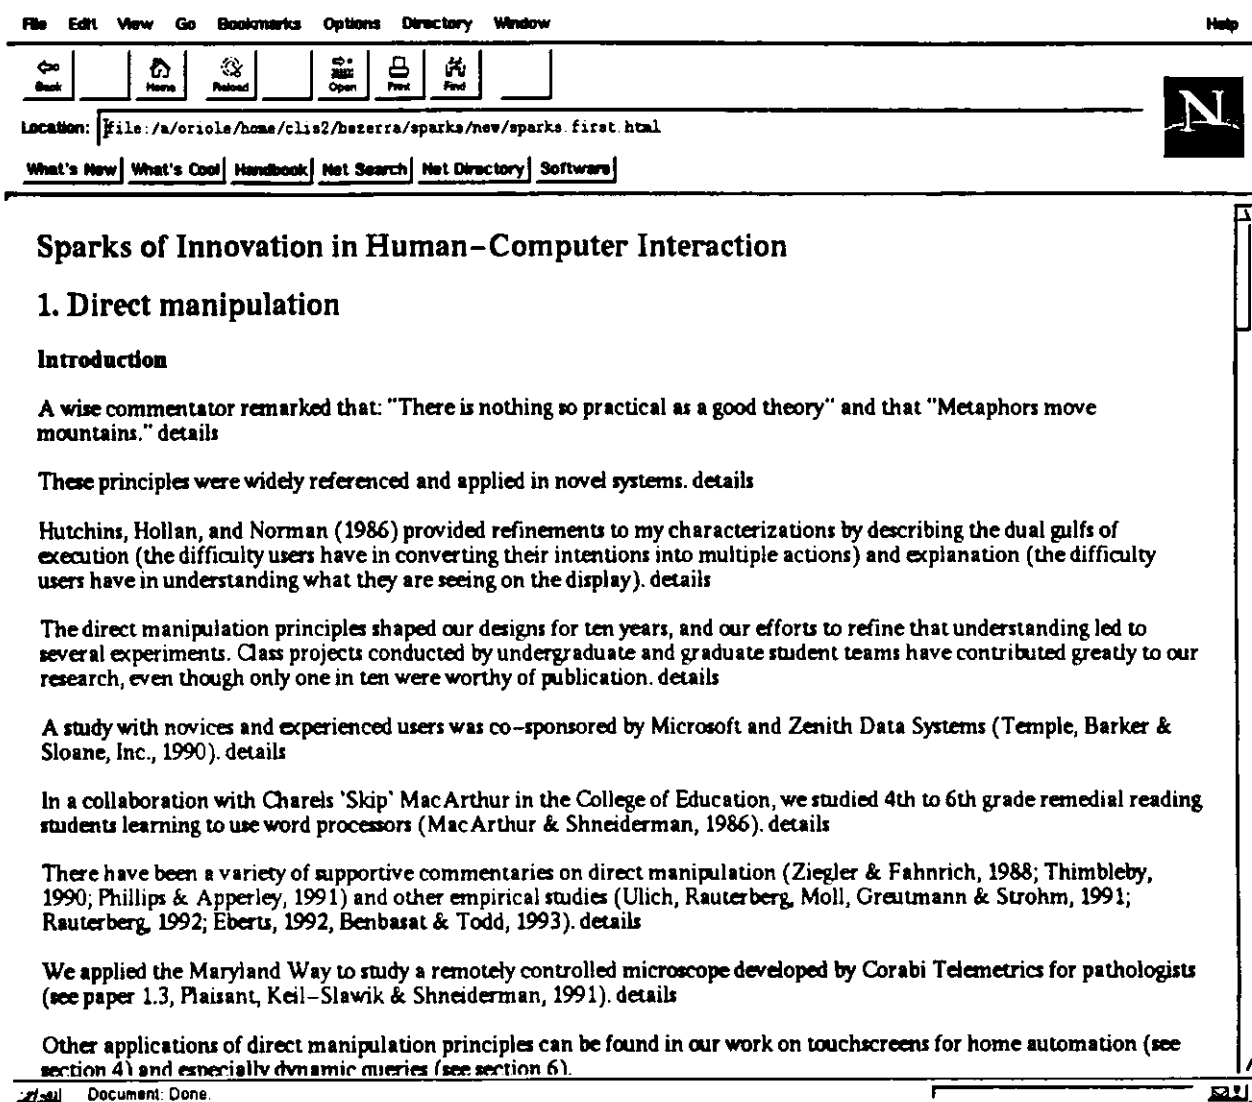 File Edit View Go Bookmarks Options Directory Window Help
Back Home Reload Open Print Find
N
Location: file:/a/oriole/home/clis2/bezerra/sparks/new/sparks.first.html
What's New What's Cool Handbook Net Search Net Directory Software
Sparks of Innovation in Human-Computer Interaction
1. Direct manipulation
Introduction
A wise commentator remarked that: "There is nothing so practical as a good theory" and that "Metaphors move
mountains." details
These principles were widely referenced and applied in novel systems. details
Hutchins, Hollan, and Norman (1986) provided refinements to my characterizations by describing the dual gulfs of
execution (the difficulty users have in converting their intentions into multiple actions) and explanation (the difficulty
users have in understanding what they are seeing on the display). details
The direct manipulation principles shaped our designs for ten years, and our efforts to refine that understanding led to
several experiments. Class projects conducted by undergraduate and graduate student teams have contributed greatly to our
research, even though only one in ten were worthy of publication. details
A study with novices and experienced users was co-sponsored by Microsoft and Zenith Data Systems (Temple, Barker &
Sloane, Inc., 1990). details
In a collaboration with Charels 'Skip' MacArthur in the College of Education, we studied 4th to 6th grade remedial reading
students learning to use word processors (MacArthur & Shneiderman, 1986). details
There have been a variety of supportive commentaries on direct manipulation (Ziegler & Fahnrich, 1988; Thimbleby,
1990; Phillips & Apperley, 1991) and other empirical studies (Ulich, Rauterberg, Moll, Greutmann & Strohm, 1991;
Rauterberg, 1992; Eberts, 1992, Benbasat & Todd, 1993). details
We applied the Maryland Way to study a remotely controlled microscope developed by Corabi Telemetrics for pathologists
(see paper 1.3, Plaisant, Keil-Slawik & Shneiderman, 1991). details
Other applications of direct manipulation principles can be found in our work on touchscreens for home automation (see
section 4) and especially dynamic queries (see section 6).
Document: Done.